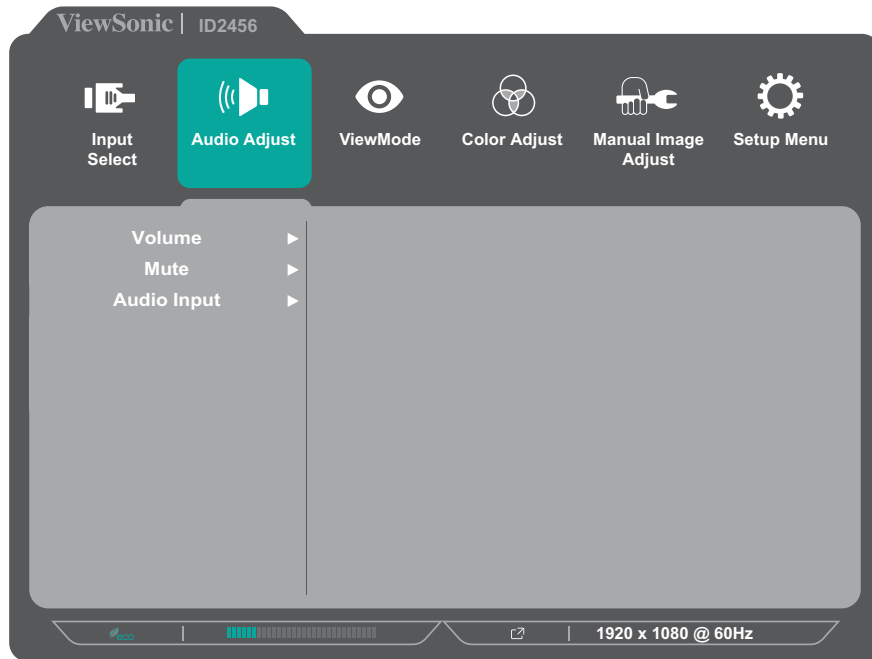 ViewSonic | ID2456
Input Select
Audio Adjust
ViewMode
Color Adjust
Manual Image Adjust
Setup Menu
Volume
Mute
Audio Input
eco
1920 x 1080 @ 60Hz